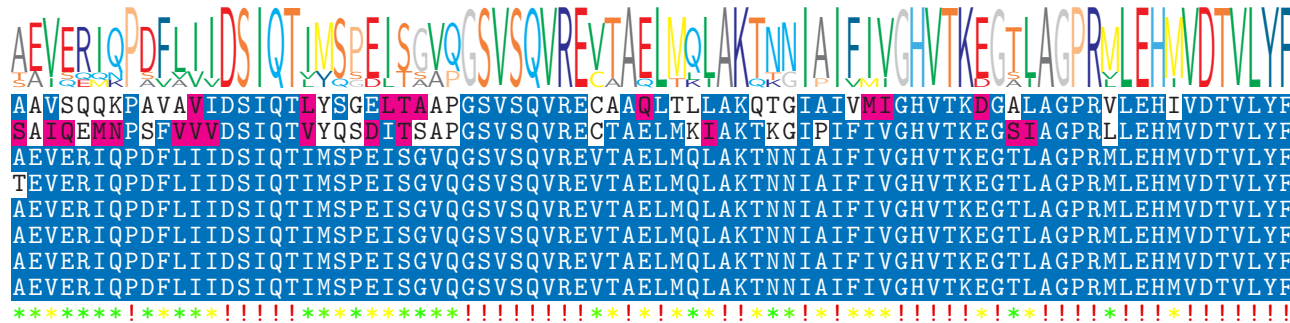 AEVERIQPDFLIIDSIQTIMSPEISGVQGSVSQVREVTAELMQLAKTNNIAIFIVGHVTKEGTLAGPRMLEHMVDTVLYF
AAVSQQKPAVAVIDSIQTLYSGELTAAPGSVSQVRECAAQLTLLAKQTGIAIVMIGHVTKDGALAGPRVLEHIVDTVLYF
SAIQEMNPSFVVVDSIQTVYQSDITSAPGSVSQVRECTAELMKIAKTKGIPIFIVGHVTKEGSIAGPRLLEHMVDTVLYF
AEVERIQPDFLIIDSIQTIMSPEISGVQGSVSQVREVTAELMQLAKTNNIAIFIVGHVTKEGTLAGPRMLEHMVDTVLYF
TEVERIQPDFLIIDSIQTIMSPEISGVQGSVSQVREVTAELMQLAKTNNIAIFIVGHVTKEGTLAGPRMLEHMVDTVLYF
AEVERIQPDFLIIDSIQTIMSPEISGVQGSVSQVREVTAELMQLAKTNNIAIFIVGHVTKEGTLAGPRMLEHMVDTVLYF
AEVERIQPDFLIIDSIQTIMSPEISGVQGSVSQVREVTAELMQLAKTNNIAIFIVGHVTKEGTLAGPRMLEHMVDTVLYF
AEVERIQPDFLIIDSIQTIMSPEISGVQGSVSQVREVTAELMQLAKTNNIAIFIVGHVTKEGTLAGPRMLEHMVDTVLYF
AEVERIQPDFLIIDSIQTIMSPEISGVQGSVSQVREVTAELMQLAKTNNIAIFIVGHVTKEGTLAGPRMLEHMVDTVLYF
*******!*****!!!!!**********!!!!!!!!**!*!***!!***!*!***!!!!!*!**!!!!*!!!*!!!!!!!